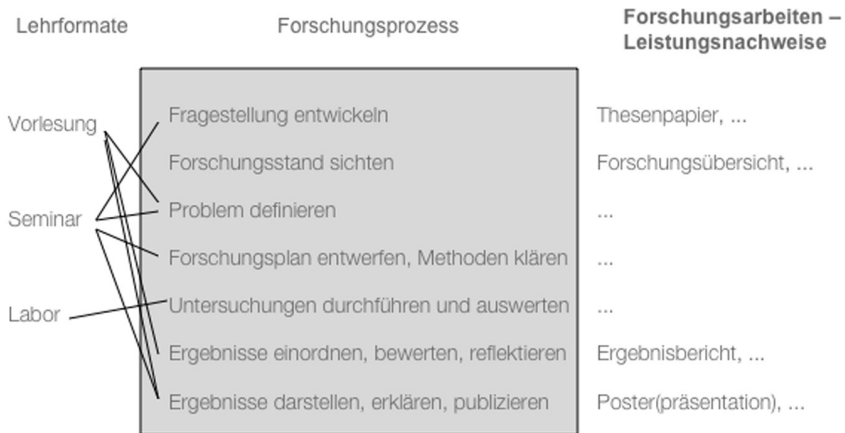 Lehrformate
Forschungsprozess
Forschungsarbeiten –
Leistungsnachweise
Vorlesung
Seminar
Labor
Fragestellung entwickeln
Forschungsstand sichten
Problem definieren
Forschungsplan entwerfen, Methoden klären
Untersuchungen durchführen und auswerten
Ergebnisse einordnen, bewerten, reflektieren
Ergebnisse darstellen, erklären, publizieren
Thesenpapier, ...
Forschungsübersicht, ...
...
...
...
Ergebnisbericht, ...
Poster(präsentation), ...